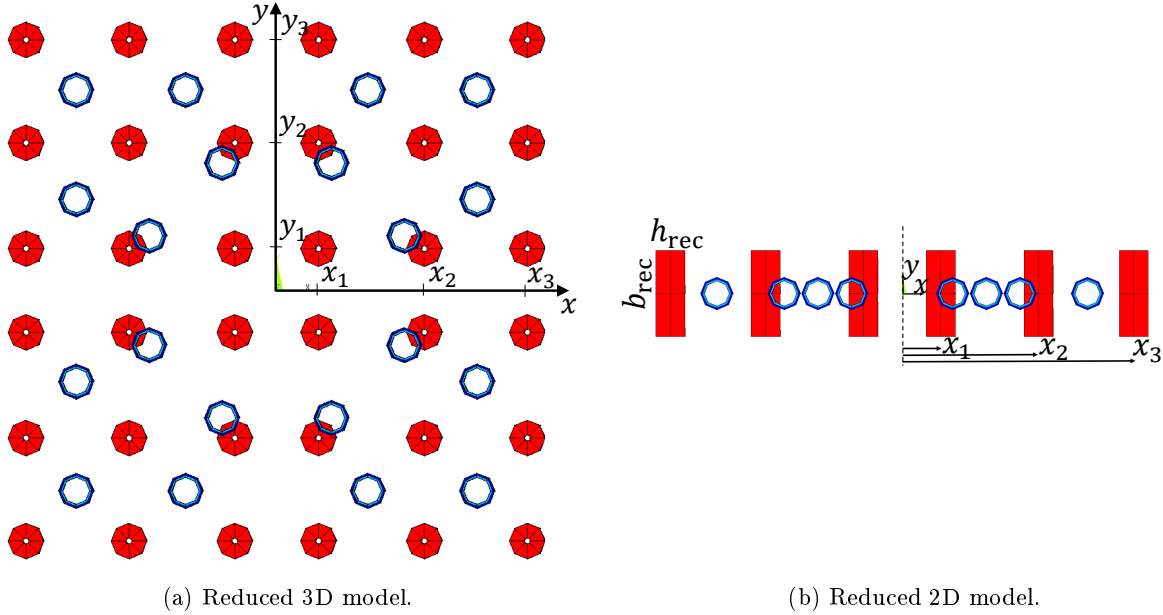 y y₃
y₂
y₁
x₁ x₂ x₃
x
h_rec
b_rec
y
x
x₁ x₂ x₃
(a) Reduced 3D model.
(b) Reduced 2D model.